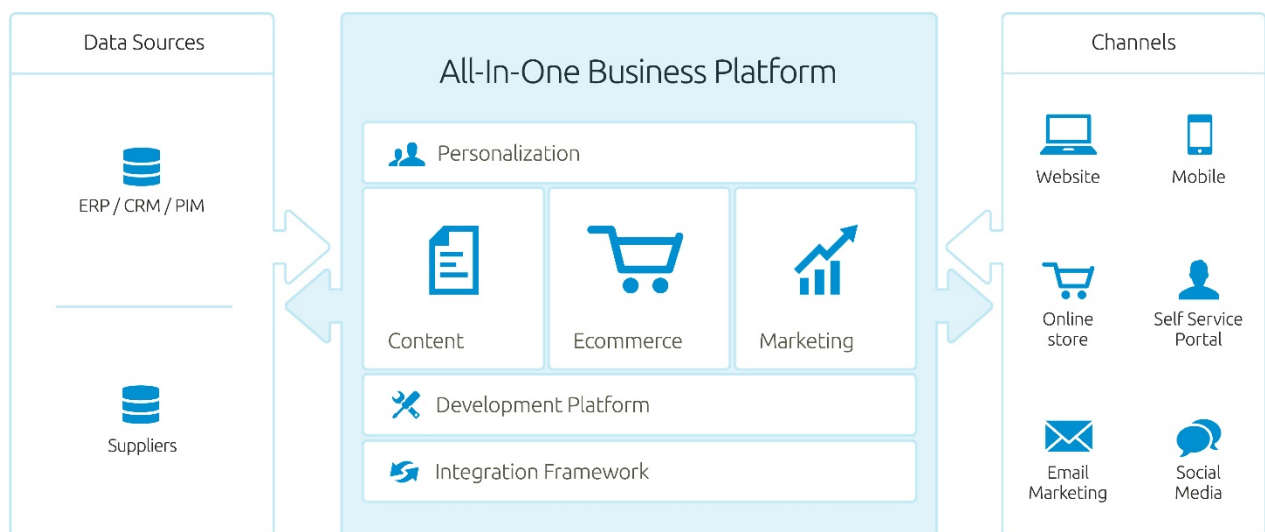 Data Sources
ERP / CRM / PIM
Suppliers
All-In-One Business Platform
Personalization
Content
Ecommerce
Marketing
Development Platform
Integration Framework
Channels
Website
Mobile
Online
store
Self Service
Portal
Email
Marketing
Social
Media